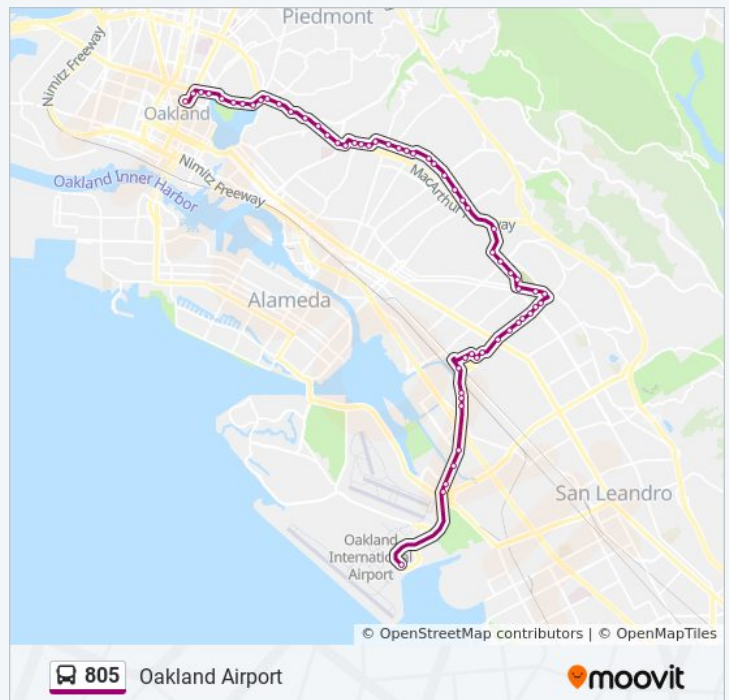 Piedmont
Nimitz Freeway
Oakland
Nimitz Freeway
Oakland Inner Harbor
MacArthur
way
Alameda
San Leandro
Oakland
International
Airport
© OpenStreetMap contributors | © OpenMapTiles
805 Oakland Airport
moovit